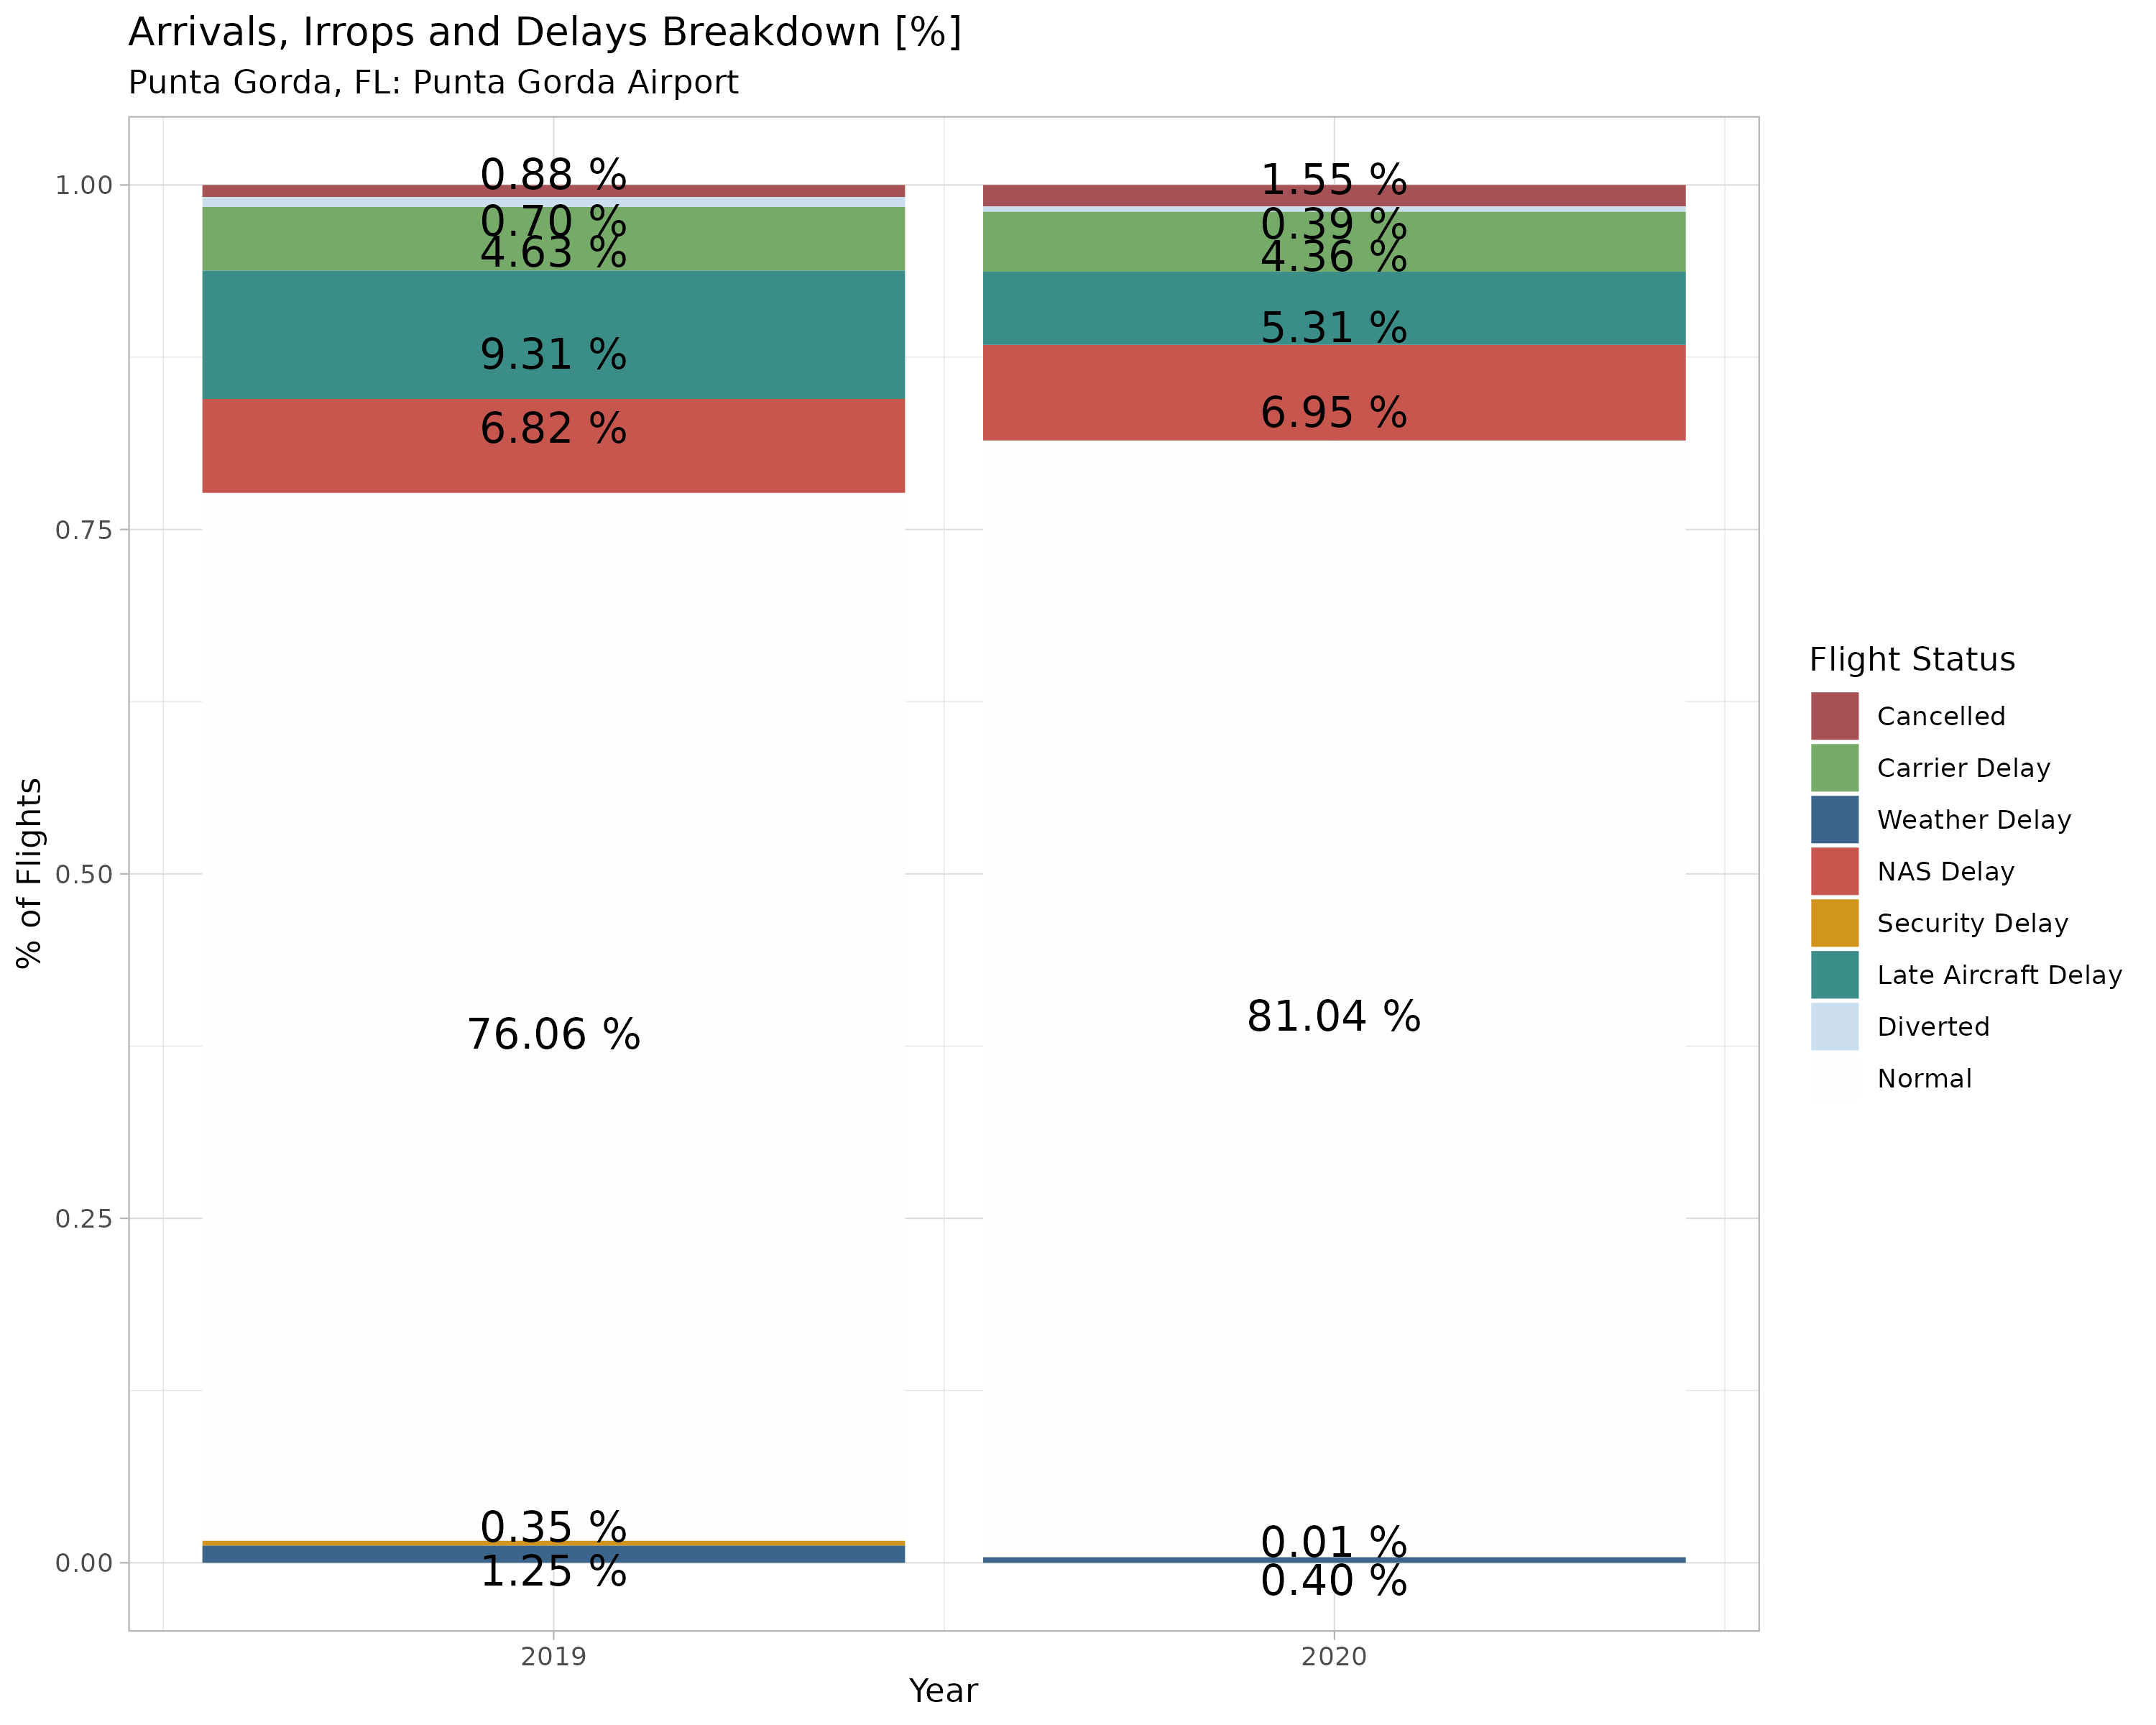 Arrivals, Irrops and Delays Breakdown [%]
Punta Gorda, FL: Punta Gorda Airport
% of Flights
1.00
0.75
0.50
0.25
0.00
0.88 %
0.70 %
4.63 %
9.31 %
6.82 %
76.06 %
0.35 %
1.25 %
1.55 %
0.39 %
4.36 %
5.31 %
6.95 %
81.04 %
0.01 %
0.40 %
2019
2020
Year
Flight Status
Cancelled
Carrier Delay
Weather Delay
NAS Delay
Security Delay
Late Aircraft Delay
Diverted
Normal